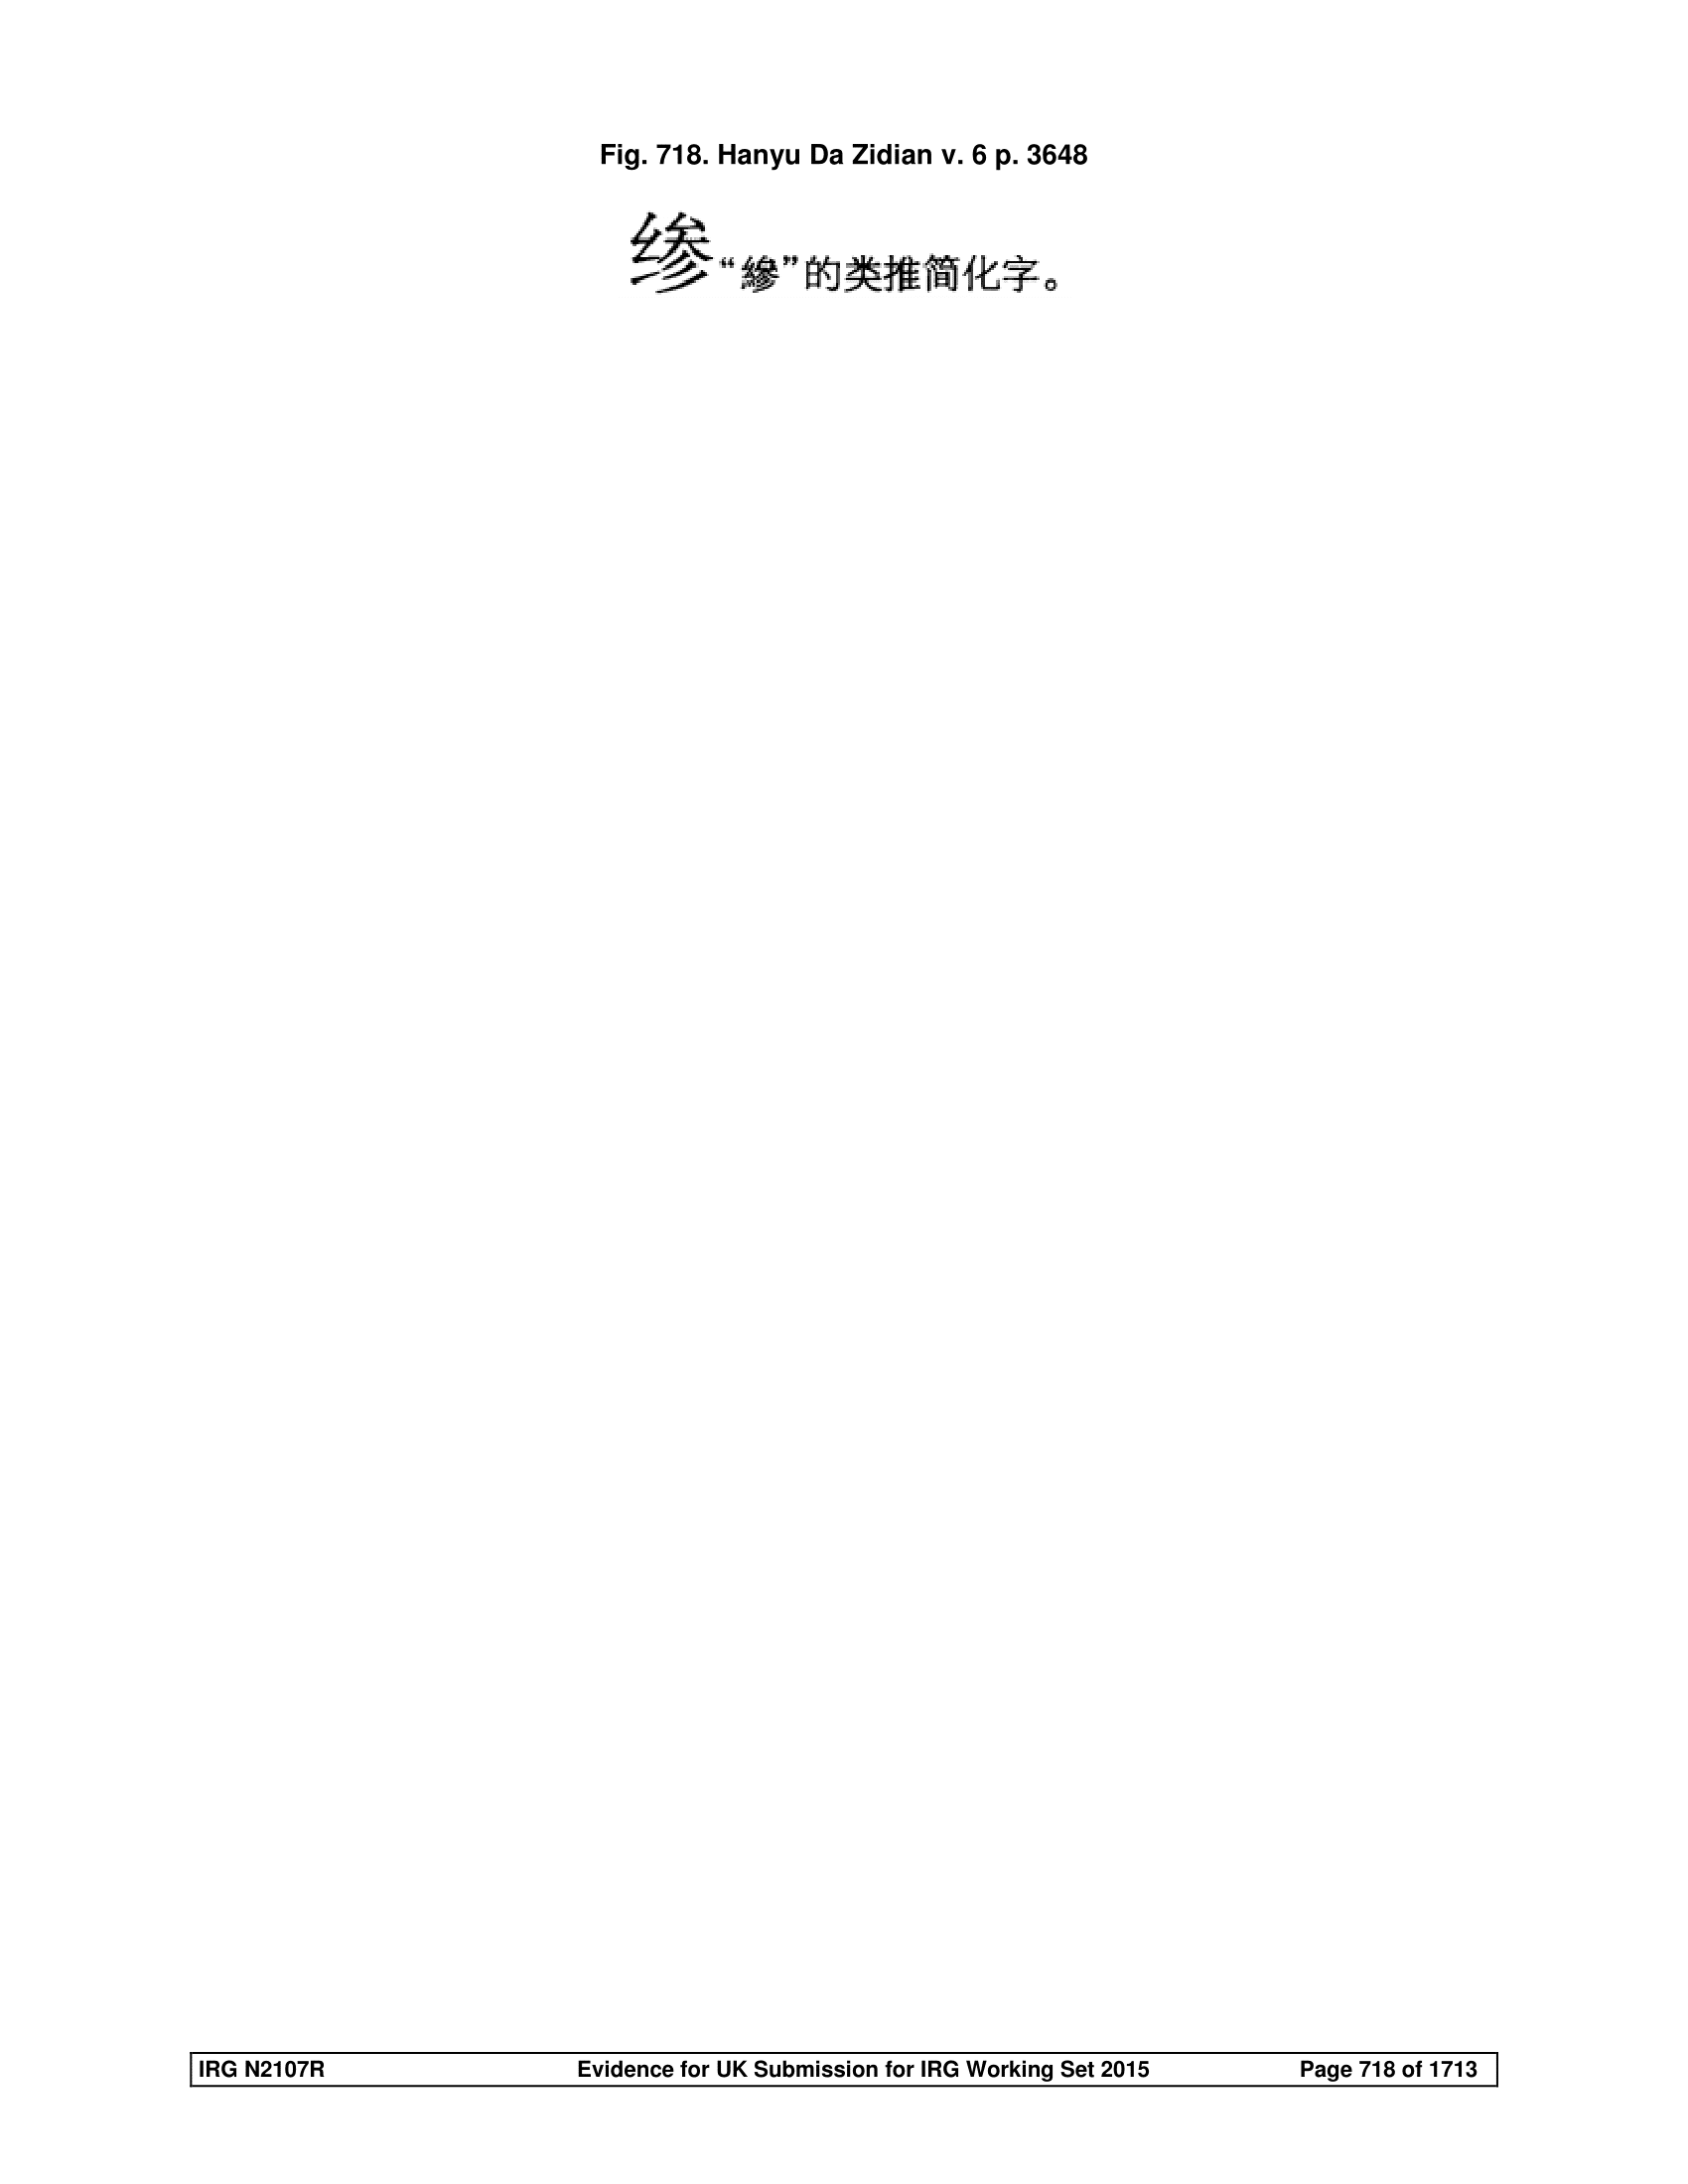 Fig. 718. Hanyu Da Zidian v. 6 p. 3648
缪“縿”的类推简化字。
IRG N2107R Evidence for UK Submission for IRG Working Set 2015 Page 718 of 1713